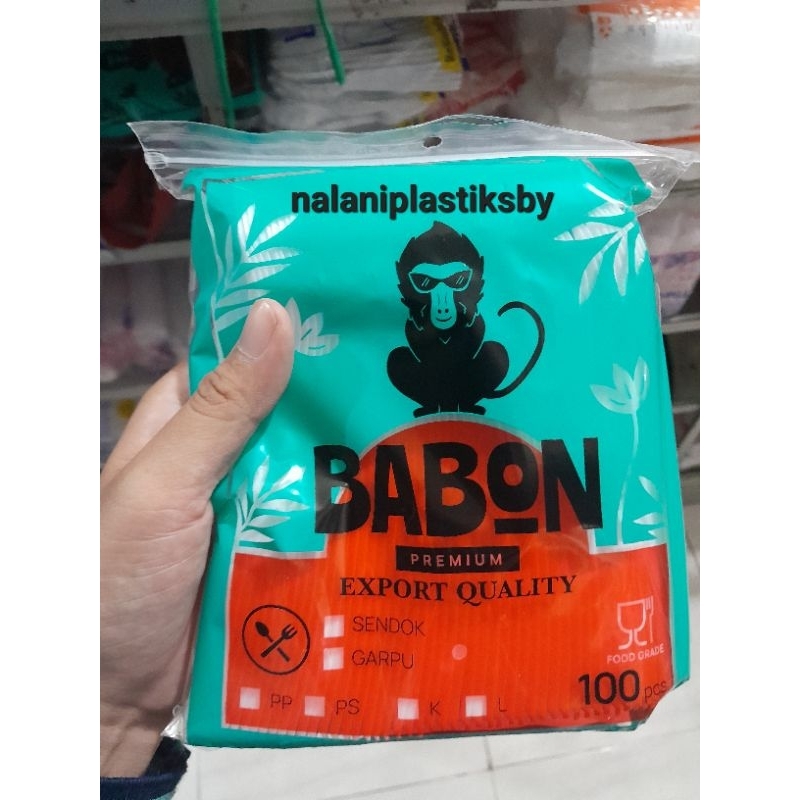 nalaniplastiksby
BABON
PREMIUM
EXPORT QUALITY
SENDOK
GARPU
PP PS K L
FOOD GRADE
100 pcs